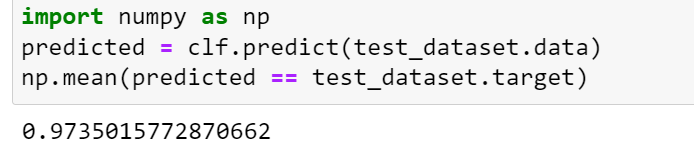 import numpy as np
predicted = clf.predict(test_dataset.data)
np.mean(predicted == test_dataset.target)
0.9735015772870662